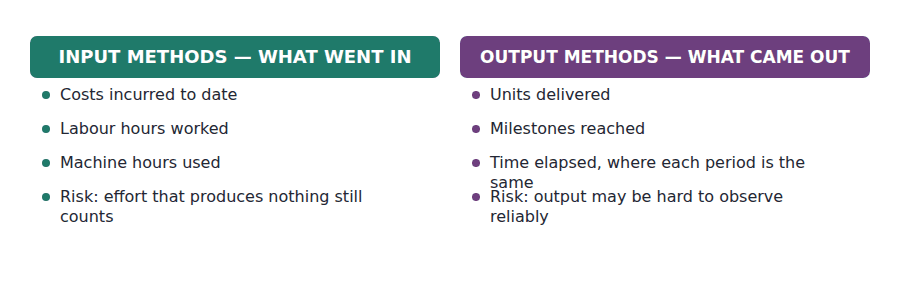 INPUT METHODS — WHAT WENT IN
Costs incurred to date
Labour hours worked
Machine hours used
Risk: effort that produces nothing still
counts
OUTPUT METHODS — WHAT CAME OUT
Units delivered
Milestones reached
Time elapsed, where each period is the
same
Risk: output may be hard to observe
reliably